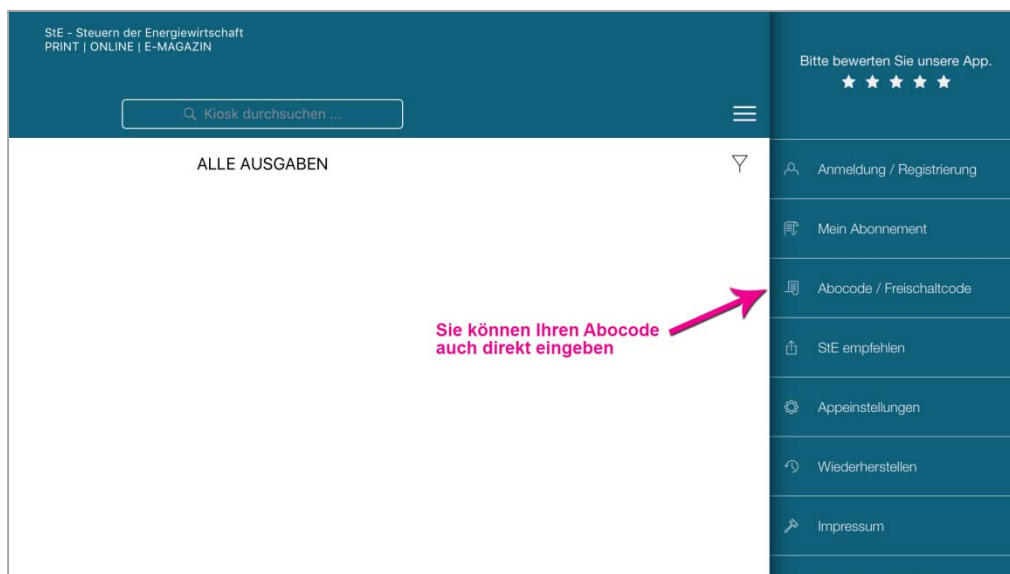 StE - Steuern der Energiewirtschaft
PRINT | ONLINE | E-MAGAZIN
Kiosk durchsuchen ...
ALLE AUSGABEN
Sie können Ihren Abocode
auch direkt eingeben
Bitte bewerten Sie unsere App.
Anmeldung / Registrierung
Mein Abonnement
Abocode / Freischaltcode
StE empfehlen
Appeinstellungen
Wiederherstellen
Impressum